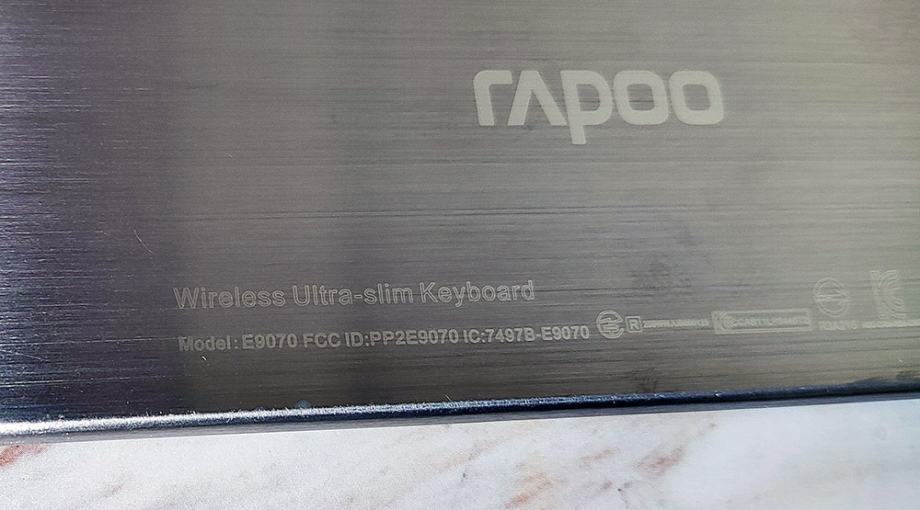 rapoo
Wireless Ultra-slim Keyboard
Model: E9070 FCC ID:PP2E9070 IC:7497B-E9070 R